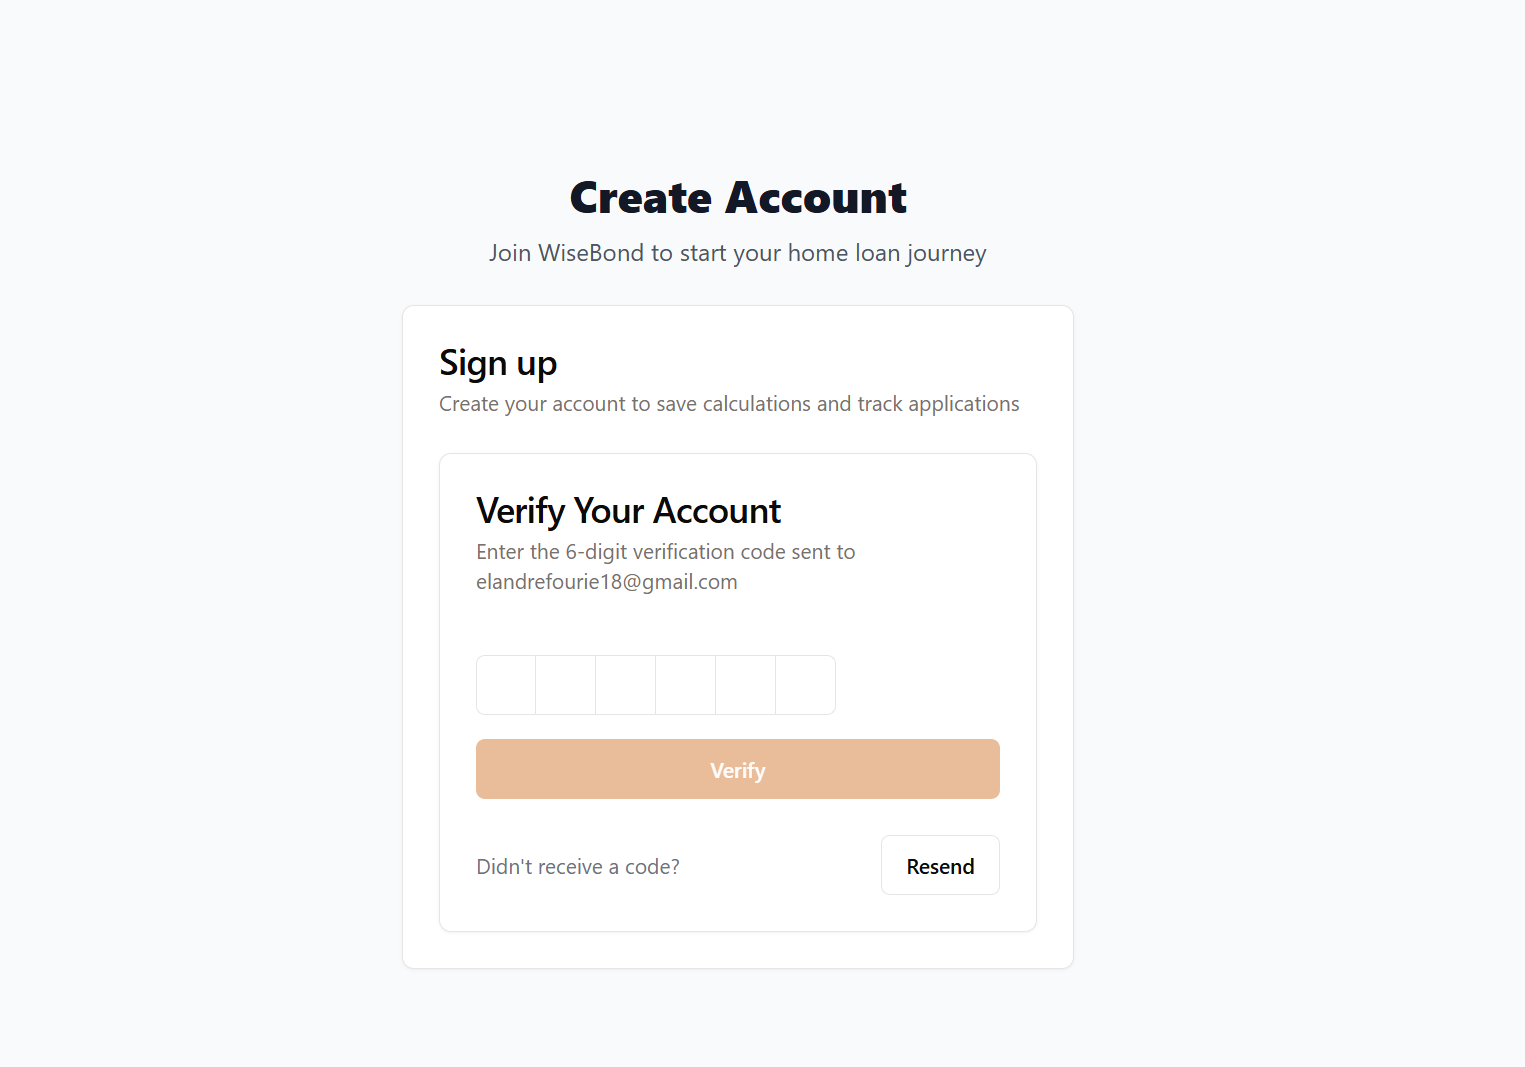 Create Account
Join WiseBond to start your home loan journey
Sign up
Create your account to save calculations and track applications
Verify Your Account
Enter the 6-digit verification code sent to
elandrefourie18@gmail.com
Verify
Didn't receive a code?
Resend